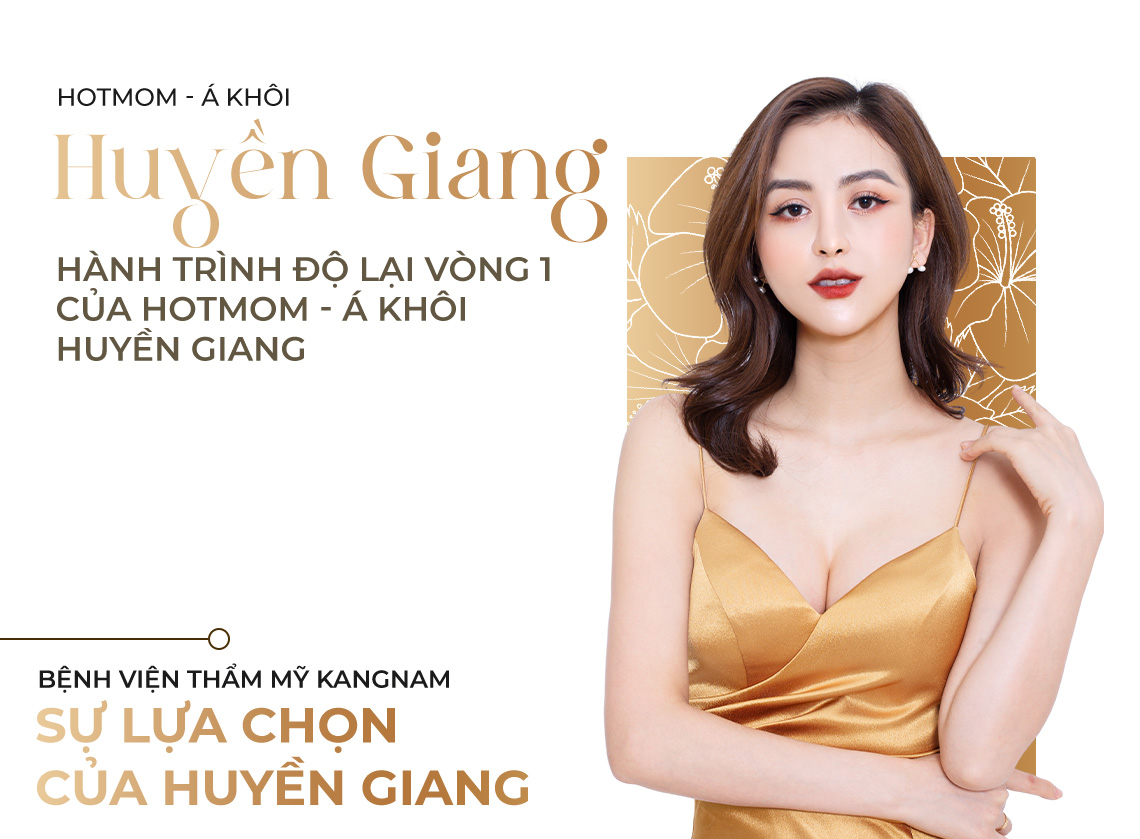 HOTMOM - Á KHÔI
Huyền Giang
HÀNH TRÌNH ĐỘ LẠI VÒNG 1
CỦA HOTMOM - Á KHÔI
HUYỀN GIANG
BỆNH VIỆN THẨM MỸ KANGNAM
SỰ LỰA CHỌN
CỦA HUYỀN GIANG